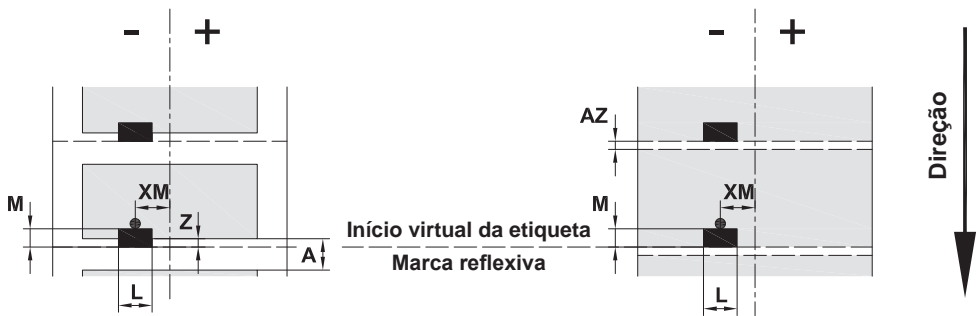 - +
- +
AZ
XM
XM
M
Z
M
Início virtual da etiqueta
A
Marca reflexiva
L
L
Direção